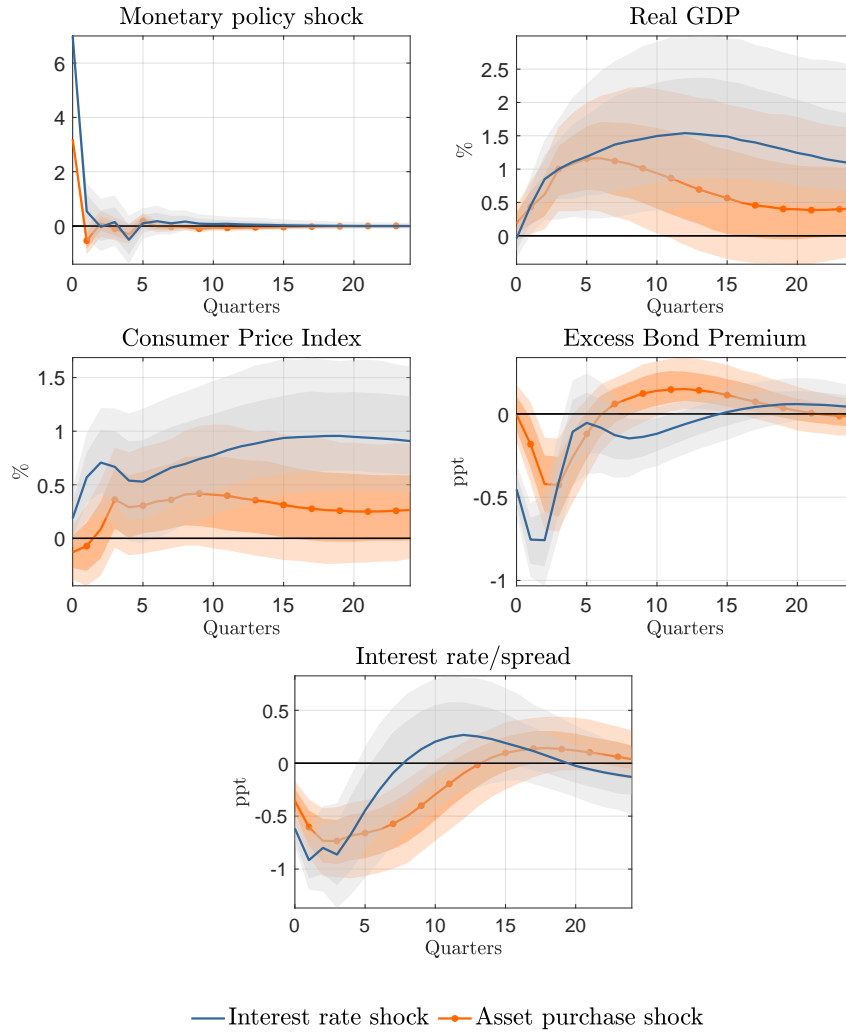 Monetary policy shock
6
4
2
0
0 5 10 15 20
Quarters
Real GDP
%
2.5
2
1.5
1
0.5
0
0 5 10 15 20
Quarters
Consumer Price Index
%
1.5
1
0.5
0
0 5 10 15 20
Quarters
Excess Bond Premium
ppt
0
-0.5
-1
0 5 10 15 20
Quarters
Interest rate/spread
ppt
0.5
0
-0.5
-1
0 5 10 15 20
Quarters
Interest rate shock Asset purchase shock